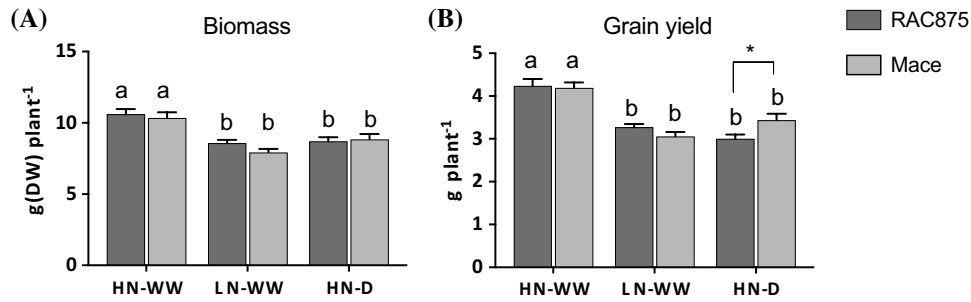 (A)
Biomass
g(DW) plant-1
15
10
5
0
a a b b b b
HN-WW LN-WW HN-D
(B)
Grain yield
g plant-1
5
4
3
2
1
0
a a b b b b
*
HN-WW LN-WW HN-D
RAC875
Mace